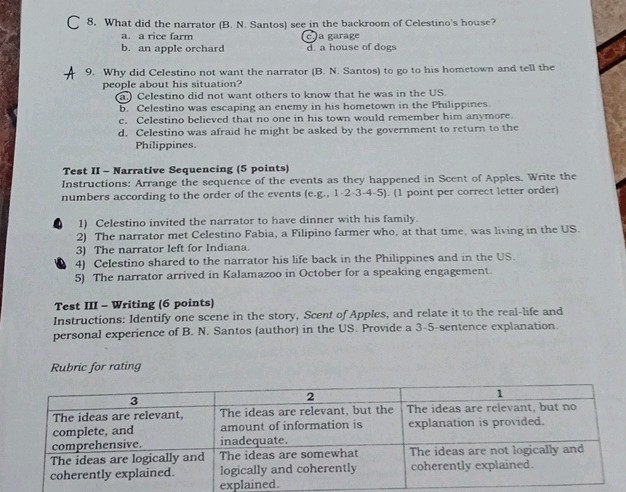 C 8. What did the narrator (B. N. Santos) see in the backroom of Celestino's house?
a. a rice farm c. a garage
b. an apple orchard d. a house of dogs
A 9. Why did Celestino not want the narrator (B. N. Santos) to go to his hometown and tell the
people about his situation?
a. Celestino did not want others to know that he was in the US.
b. Celestino was escaping an enemy in his hometown in the Philippines.
c. Celestino believed that no one in his town would remember him anymore.
d. Celestino was afraid he might be asked by the government to return to the
Philippines.
Test II – Narrative Sequencing (5 points)
Instructions: Arrange the sequence of the events as they happened in Scent of Apples. Write the
numbers according to the order of the events (e.g., 1-2-3-4-5). (1 point per correct letter order)
1) Celestino invited the narrator to have dinner with his family.
2) The narrator met Celestino Fabia, a Filipino farmer who, at that time, was living in the US.
3) The narrator left for Indiana.
4) Celestino shared to the narrator his life back in the Philippines and in the US.
5) The narrator arrived in Kalamazoo in October for a speaking engagement.
Test III – Writing (6 points)
Instructions: Identify one scene in the story, Scent of Apples, and relate it to the real-life and
personal experience of B. N. Santos (author) in the US. Provide a 3-5-sentence explanation.
Rubric for rating
3 2 1
The ideas are relevant, The ideas are relevant, but the The ideas are relevant, but no
complete, and amount of information is explanation is provided.
comprehensive. inadequate.
The ideas are logically and The ideas are somewhat The ideas are not logically and
coherently explained. logically and coherently coherently explained.
explained.